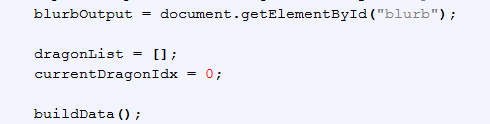 blurbOutput = document.getElementById("blurb");
dragonList = [];
currentDragonIdx = 0;
buildData();